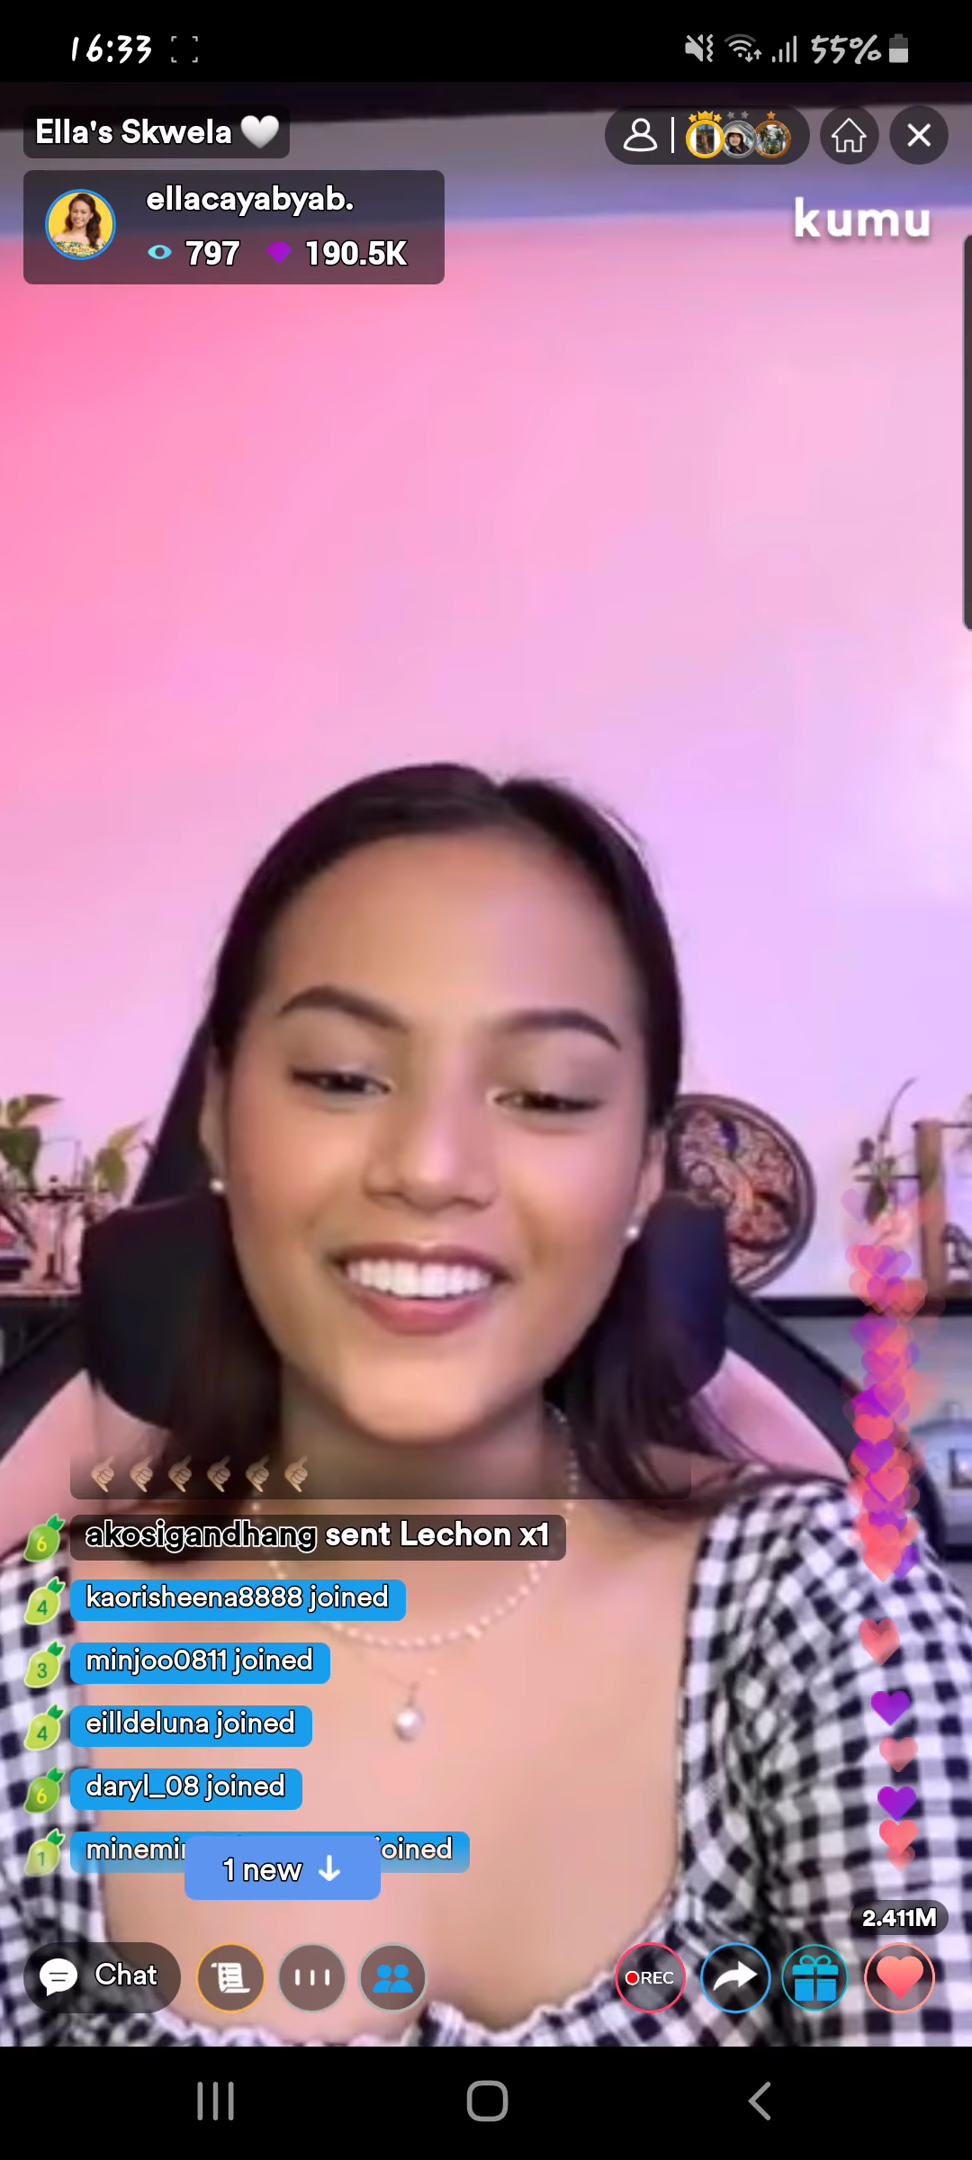 16:33
55%
Ella's Skwela 🤍
ellacayabyab.
797 190.5K
kumu
6 akosigandhang sent Lechon x1
4 kaorisheena8888 joined
3 minjoo0811 joined
4 eilldeluna joined
6 daryl_08 joined
1 joined
1 new ↓
2.411M
Chat
REC